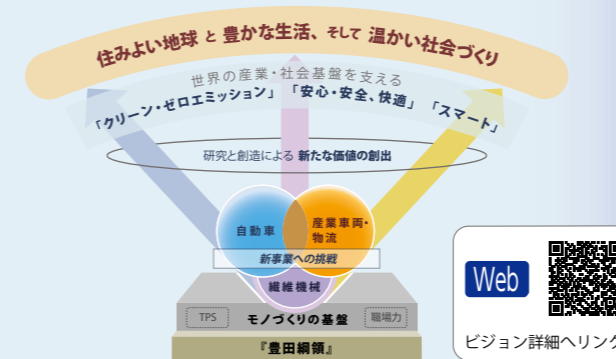 住みよい地球 と 豊かな生活、そして 温かい社会づくり
世界の産業・社会基盤を支える
「クリーン・ゼロエミッション」 「安心・安全、快適」 「スマート」
研究と創造による 新たな価値の創出
自動車
産業車両・
物流
新事業への挑戦
繊維機械
TPS モノづくりの基盤 職場力
『豊田綱領』
Web
ビジョン詳細へリンク